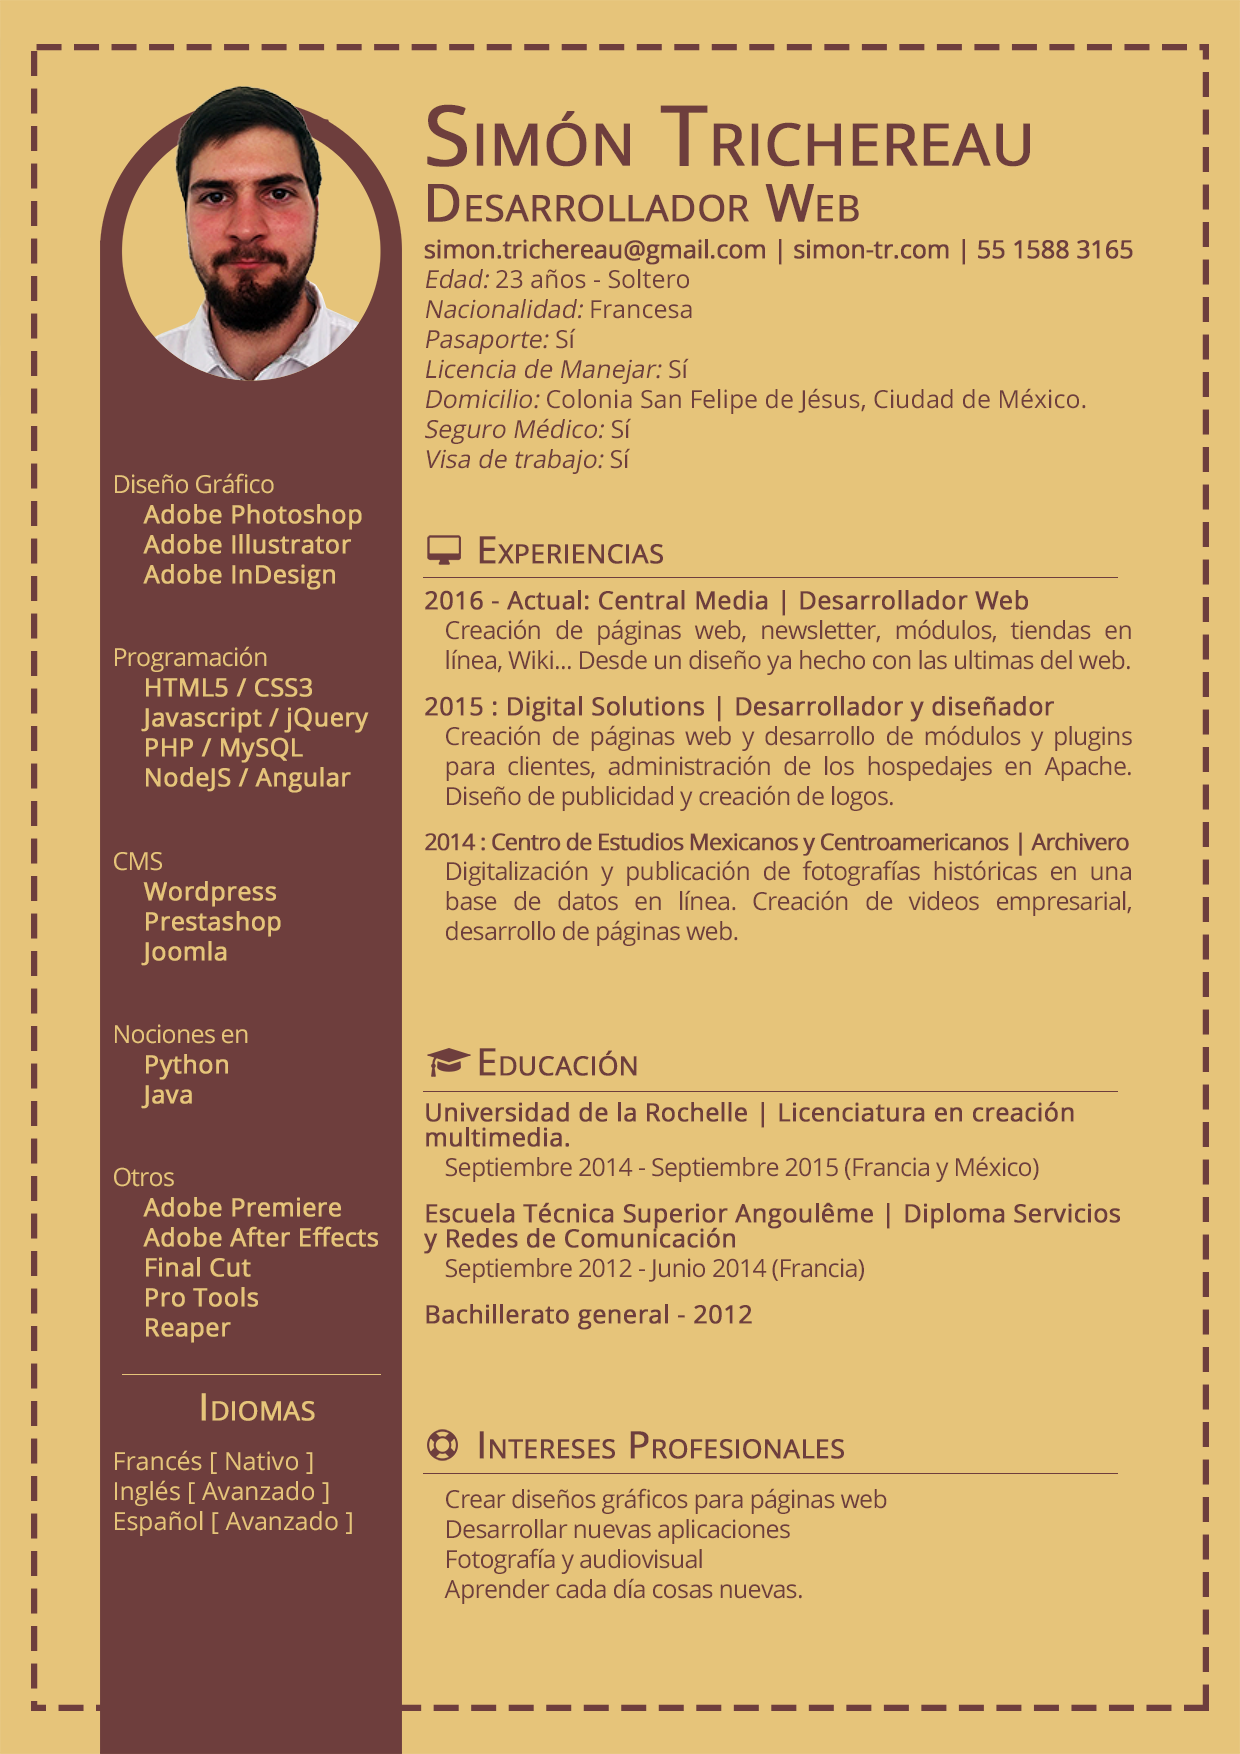 Simón Trichereau
Desarrollador Web
simon.trichereau@gmail.com | simon-tr.com | 55 1588 3165
Edad: 23 años - Soltero
Nacionalidad: Francesa
Pasaporte: Sí
Licencia de Manejar: Sí
Domicilio: Colonia San Felipe de Jésus, Ciudad de México.
Seguro Médico: Sí
Visa de trabajo: Sí
Diseño Gráfico
Adobe Photoshop
Adobe Illustrator
Adobe InDesign
Programación
HTML5 / CSS3
Javascript / jQuery
PHP / MySQL
NodeJS / Angular
CMS
Wordpress
Prestashop
Joomla
Nociones en
Python
Java
Otros
Adobe Premiere
Adobe After Effects
Final Cut
Pro Tools
Reaper
Idiomas
Francés [ Nativo ]
Inglés [ Avanzado ]
Español [ Avanzado ]
Experiencias
2016 - Actual: Central Media | Desarrollador Web
Creación de páginas web, newsletter, módulos, tiendas en
línea, Wiki... Desde un diseño ya hecho con las ultimas del web.
2015 : Digital Solutions | Desarrollador y diseñador
Creación de páginas web y desarrollo de módulos y plugins
para clientes, administración de los hospedajes en Apache.
Diseño de publicidad y creación de logos.
2014 : Centro de Estudios Mexicanos y Centroamericanos | Archivero
Digitalización y publicación de fotografías históricas en una
base de datos en línea. Creación de videos empresarial,
desarrollo de páginas web.
Educación
Universidad de la Rochelle | Licenciatura en creación
multimedia.
Septiembre 2014 - Septiembre 2015 (Francia y México)
Escuela Técnica Superior Angoulême | Diploma Servicios
y Redes de Comunicación
Septiembre 2012 - Junio 2014 (Francia)
Bachillerato general - 2012
Intereses Profesionales
Crear diseños gráficos para páginas web
Desarrollar nuevas aplicaciones
Fotografía y audiovisual
Aprender cada día cosas nuevas.